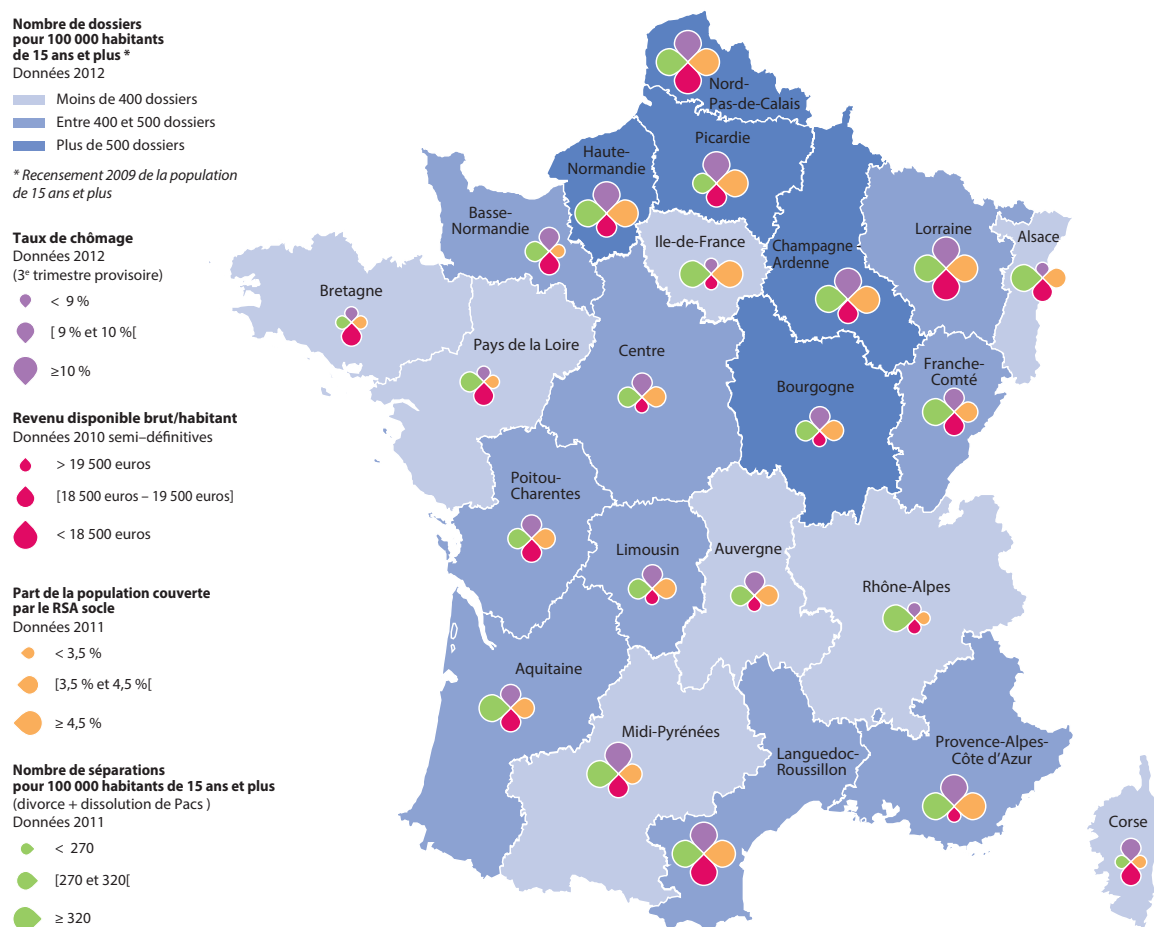 Nombre de dossiers
pour 100 000 habitants
de 15 ans et plus *
Données 2012
Moins de 400 dossiers
Entre 400 et 500 dossiers
Plus de 500 dossiers
* Recensement 2009 de la population
de 15 ans et plus
Taux de chômage
Données 2012
(3e trimestre provisoire)
< 9 %
[ 9 % et 10 %[
≥10 %
Revenu disponible brut/habitant
Données 2010 semi–définitives
> 19 500 euros
[18 500 euros – 19 500 euros]
< 18 500 euros
Part de la population couverte
par le RSA socle
Données 2011
< 3,5 %
[3,5 % et 4,5 %[
≥ 4,5 %
Nombre de séparations
pour 100 000 habitants de 15 ans et plus
(divorce + dissolution de Pacs )
Données 2011
< 270
[270 et 320[
≥ 320
Nord-
Pas-de-Calais
Picardie
Haute-
Normandie
Basse-
Normandie
Ile-de-France
Champagne -
Ardenne
Lorraine
Alsace
Bretagne
Pays de la Loire
Centre
Bourgogne
Franche-
Comté
Poitou-
Charentes
Limousin
Auvergne
Rhône-Alpes
Aquitaine
Midi-Pyrénées
Languedoc-
Roussillon
Provence-Alpes-
Côte d’Azur
Corse